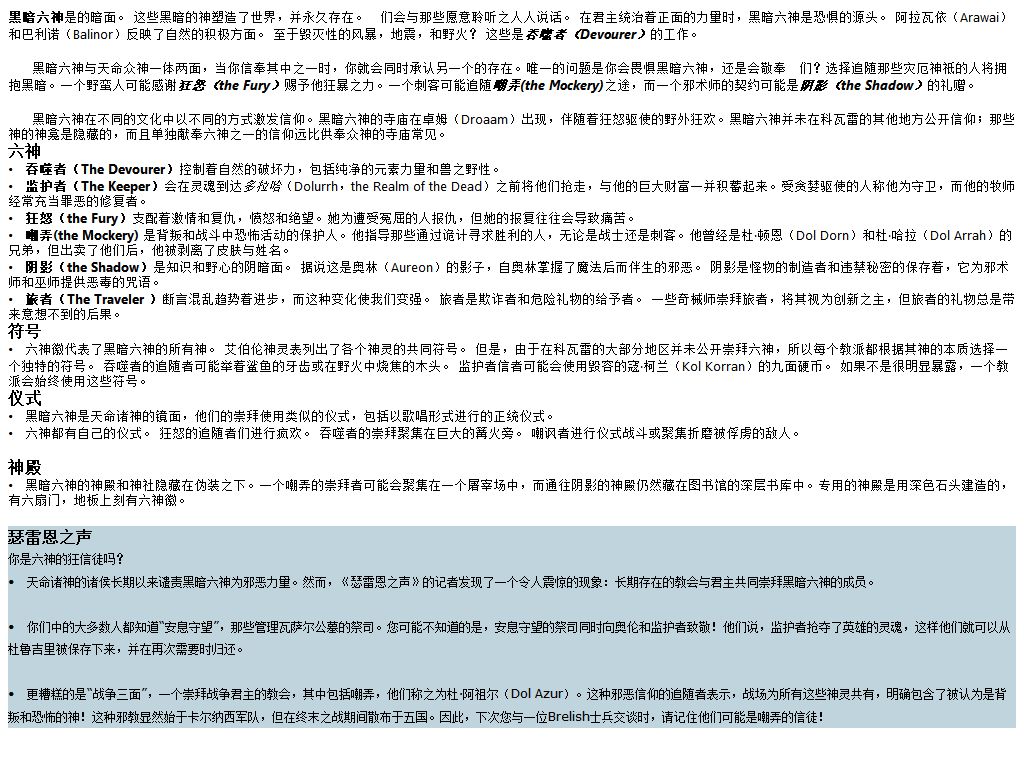 黑暗六神是的暗面。 这些黑暗的神塑造了世界，并永久存在。 们会与那些愿意聆听之人人说话。 在君主统治着正面的力量时，黑暗六神是恐惧的源头。 阿拉瓦依（Arawai）
和巴利诺（Balinor）反映了自然的积极方面。 至于毁灭性的风暴，地震，和野火？ 这些是吞噬者（Devourer）的工作。
黑暗六神与天命众神一体两面，当你信奉其中之一时，你就会同时承认另一个的存在。唯一的问题是你会畏惧黑暗六神，还是会敬奉 们？选择追随那些灾厄神祇的人将拥
抱黑暗。一个野蛮人可能感谢狂怒（the Fury）赐予他狂暴之力。一个刺客可能追随嘲弄(the Mockery)之途，而一个邪术师的契约可能是阴影（the Shadow）的礼赠。
黑暗六神在不同的文化中以不同的方式激发信仰。黑暗六神的寺庙在卓姆（Droaam）出现，伴随着狂怒驱使的野外狂欢。黑暗六神并未在科瓦雷的其他地方公开信仰；那些
神的神龛是隐藏的，而且单独献奉六神之一的信仰远比供奉众神的寺庙常见。
六神
• 吞噬者（The Devourer）控制着自然的破坏力，包括纯净的元素力量和兽之野性。
• 监护者（The Keeper）会在灵魂到达多拉哈（Dolurrh，the Realm of the Dead）之前将他们抢走，与他的巨大财富一并积蓄起来。受贪婪驱使的人称他为守卫，而他的牧师
经常充当罪恶的修复者。
• 狂怒（the Fury）支配着激情和复仇，愤怒和绝望。她为遭受冤屈的人报仇，但她的报复往往会导致痛苦。
• 嘲弄(the Mockery) 是背叛和战斗中恐怖活动的保护人。他指导那些通过诡计寻求胜利的人，无论是战士还是刺客。他曾经是杜·顿恩（Dol Dorn）和杜·哈拉（Dol Arrah）的
兄弟，但出卖了他们后，他被剥离了皮肤与姓名。
• 阴影（the Shadow）是知识和野心的阴暗面。 据说这是奥林（Aureon）的影子，自奥林掌握了魔法后而伴生的邪恶。 阴影是怪物的制造者和违禁秘密的保存着，它为邪术
师和巫师提供恶毒的咒语。
• 旅者（The Traveler ）断言混乱趋势着进步，而这种变化使我们变强。 旅者是欺诈者和危险礼物的给予者。 一些奇械师崇拜旅者，将其视为创新之主，但旅者的礼物总是带
来意想不到的后果。
符号
• 六神徽代表了黑暗六神的所有神。 艾伯伦神灵表列出了各个神灵的共同符号。 但是，由于在科瓦雷的大部分地区并未公开崇拜六神，所以每个教派都根据其神的本质选择一
个独特的符号。 吞噬者的追随者可能举着鲨鱼的牙齿或在野火中烧焦的木头。 监护者信者可能会使用毁容的蔻·柯兰（Kol Korran）的九面硬币。 如果不是很明显暴露，一个教
派会始终使用这些符号。
仪式
• 黑暗六神是天命诸神的镜面，他们的崇拜使用类似的仪式，包括以歌唱形式进行的正统仪式。
• 六神都有自己的仪式。 狂怒的追随者们进行疯欢。 吞噬者的崇拜聚集在巨大的篝火旁。 嘲讽者进行仪式战斗或聚集折磨被俘虏的敌人。
神殿
• 黑暗六神的神殿和神社隐藏在伪装之下。一个嘲弄的崇拜者可能会聚集在一个屠宰场中，而通往阴影的神殿仍然藏在图书馆的深层书库中。专用的神殿是用深色石头建造的，
有六扇门，地板上刻有六神徽。
瑟雷恩之声
你是六神的狂信徒吗？
• 天命诸神的诸侯长期以来谴责黑暗六神为邪恶力量。然而，《瑟雷恩之声》的记者发现了一个令人震惊的现象：长期存在的教会与君主共同崇拜黑暗六神的成员。
• 你们中的大多数人都知道“安息守望”，那些管理瓦萨尔公墓的祭司。您可能不知道的是，安息守望的祭司同时向奥伦和监护者致敬！他们说，监护者抢夺了英雄的灵魂，这样他们就可以从
杜鲁吉里被保存下来，并在再次需要时归还。
• 更糟糕的是“战争三面”，一个崇拜战争君主的教会，其中包括嘲弄，他们称之为杜·阿祖尔（Dol Azur）。这种邪恶信仰的追随者表示，战场为所有这些神灵共有，明确包含了被认为是背
叛和恐怖的神！这种邪教显然始于卡尔纳西军队，但在终末之战期间散布于五国。因此，下次您与一位Brelish士兵交谈时，请记住他们可能是嘲弄的信徒！